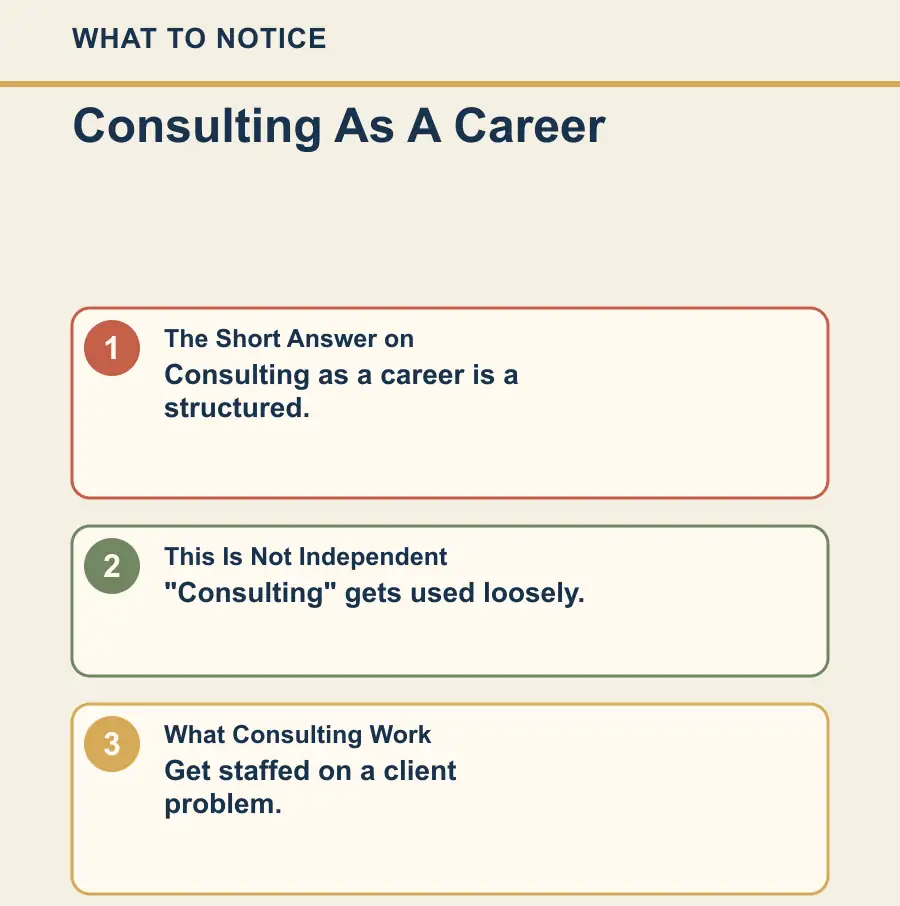 WHAT TO NOTICE
Consulting As A Career
1
The Short Answer on
Consulting as a career is a
structured.
2
This Is Not Independent
"Consulting" gets used loosely.
3
What Consulting Work
Get staffed on a client
problem.